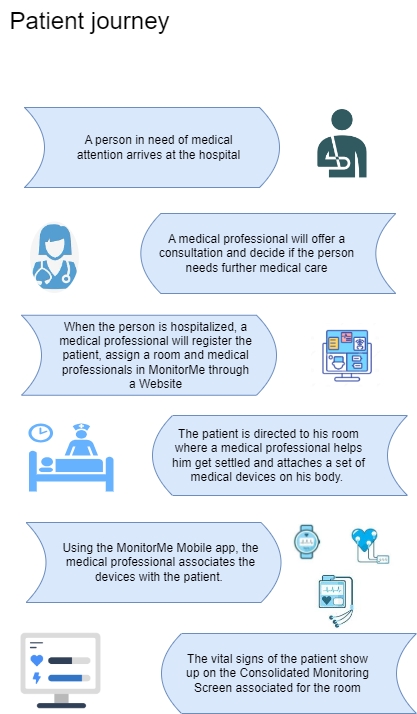 Patient journey
A person in need of medical
attention arrives at the hospital
A medical professional will offer a
consultation and decide if the person
needs further medical care
When the person is hospitalized, a
medical professional will register the
patient, assign a room and medical
professionals in MonitorMe through
a Website
The patient is directed to his room
where a medical professional helps
him get settled and attaches a set of
medical devices on his body.
Using the MonitorMe Mobile app, the
medical professional associates the
devices with the patient.
The vital signs of the patient show
up on the Consolidated Monitoring
Screen associated for the room